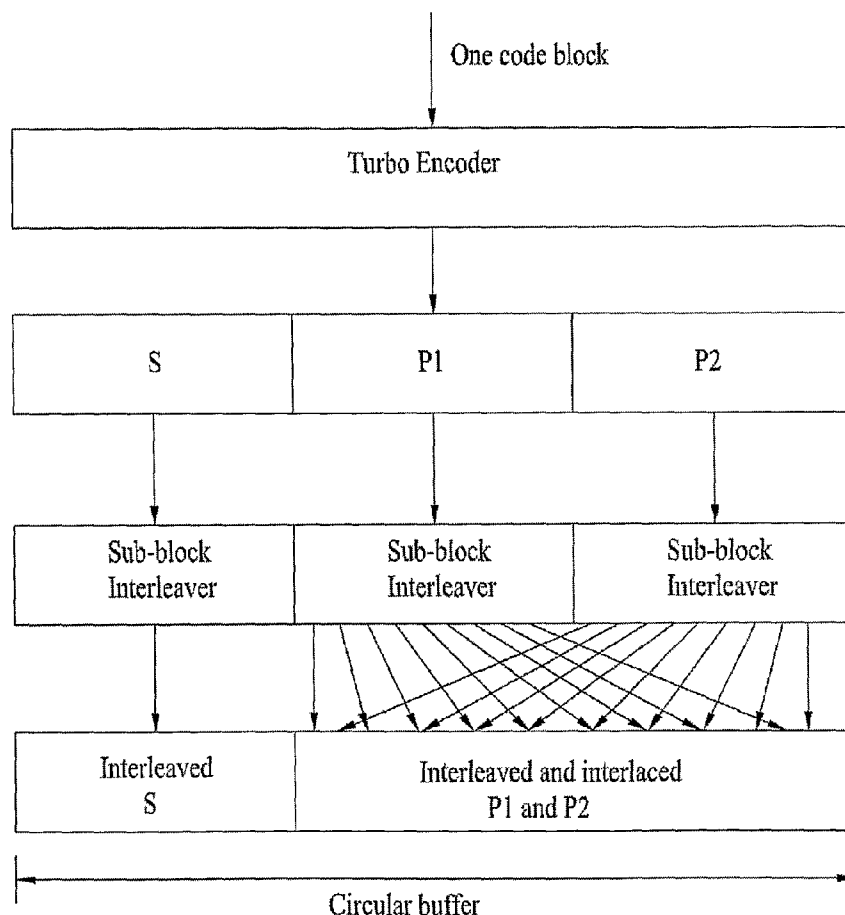 One code block
Turbo Encoder
S
P1
P2
Sub-block
Interleaver
Sub-block
Interleaver
Sub-block
Interleaver
Interleaved
S
Interleaved and interlaced
P1 and P2
Circular buffer